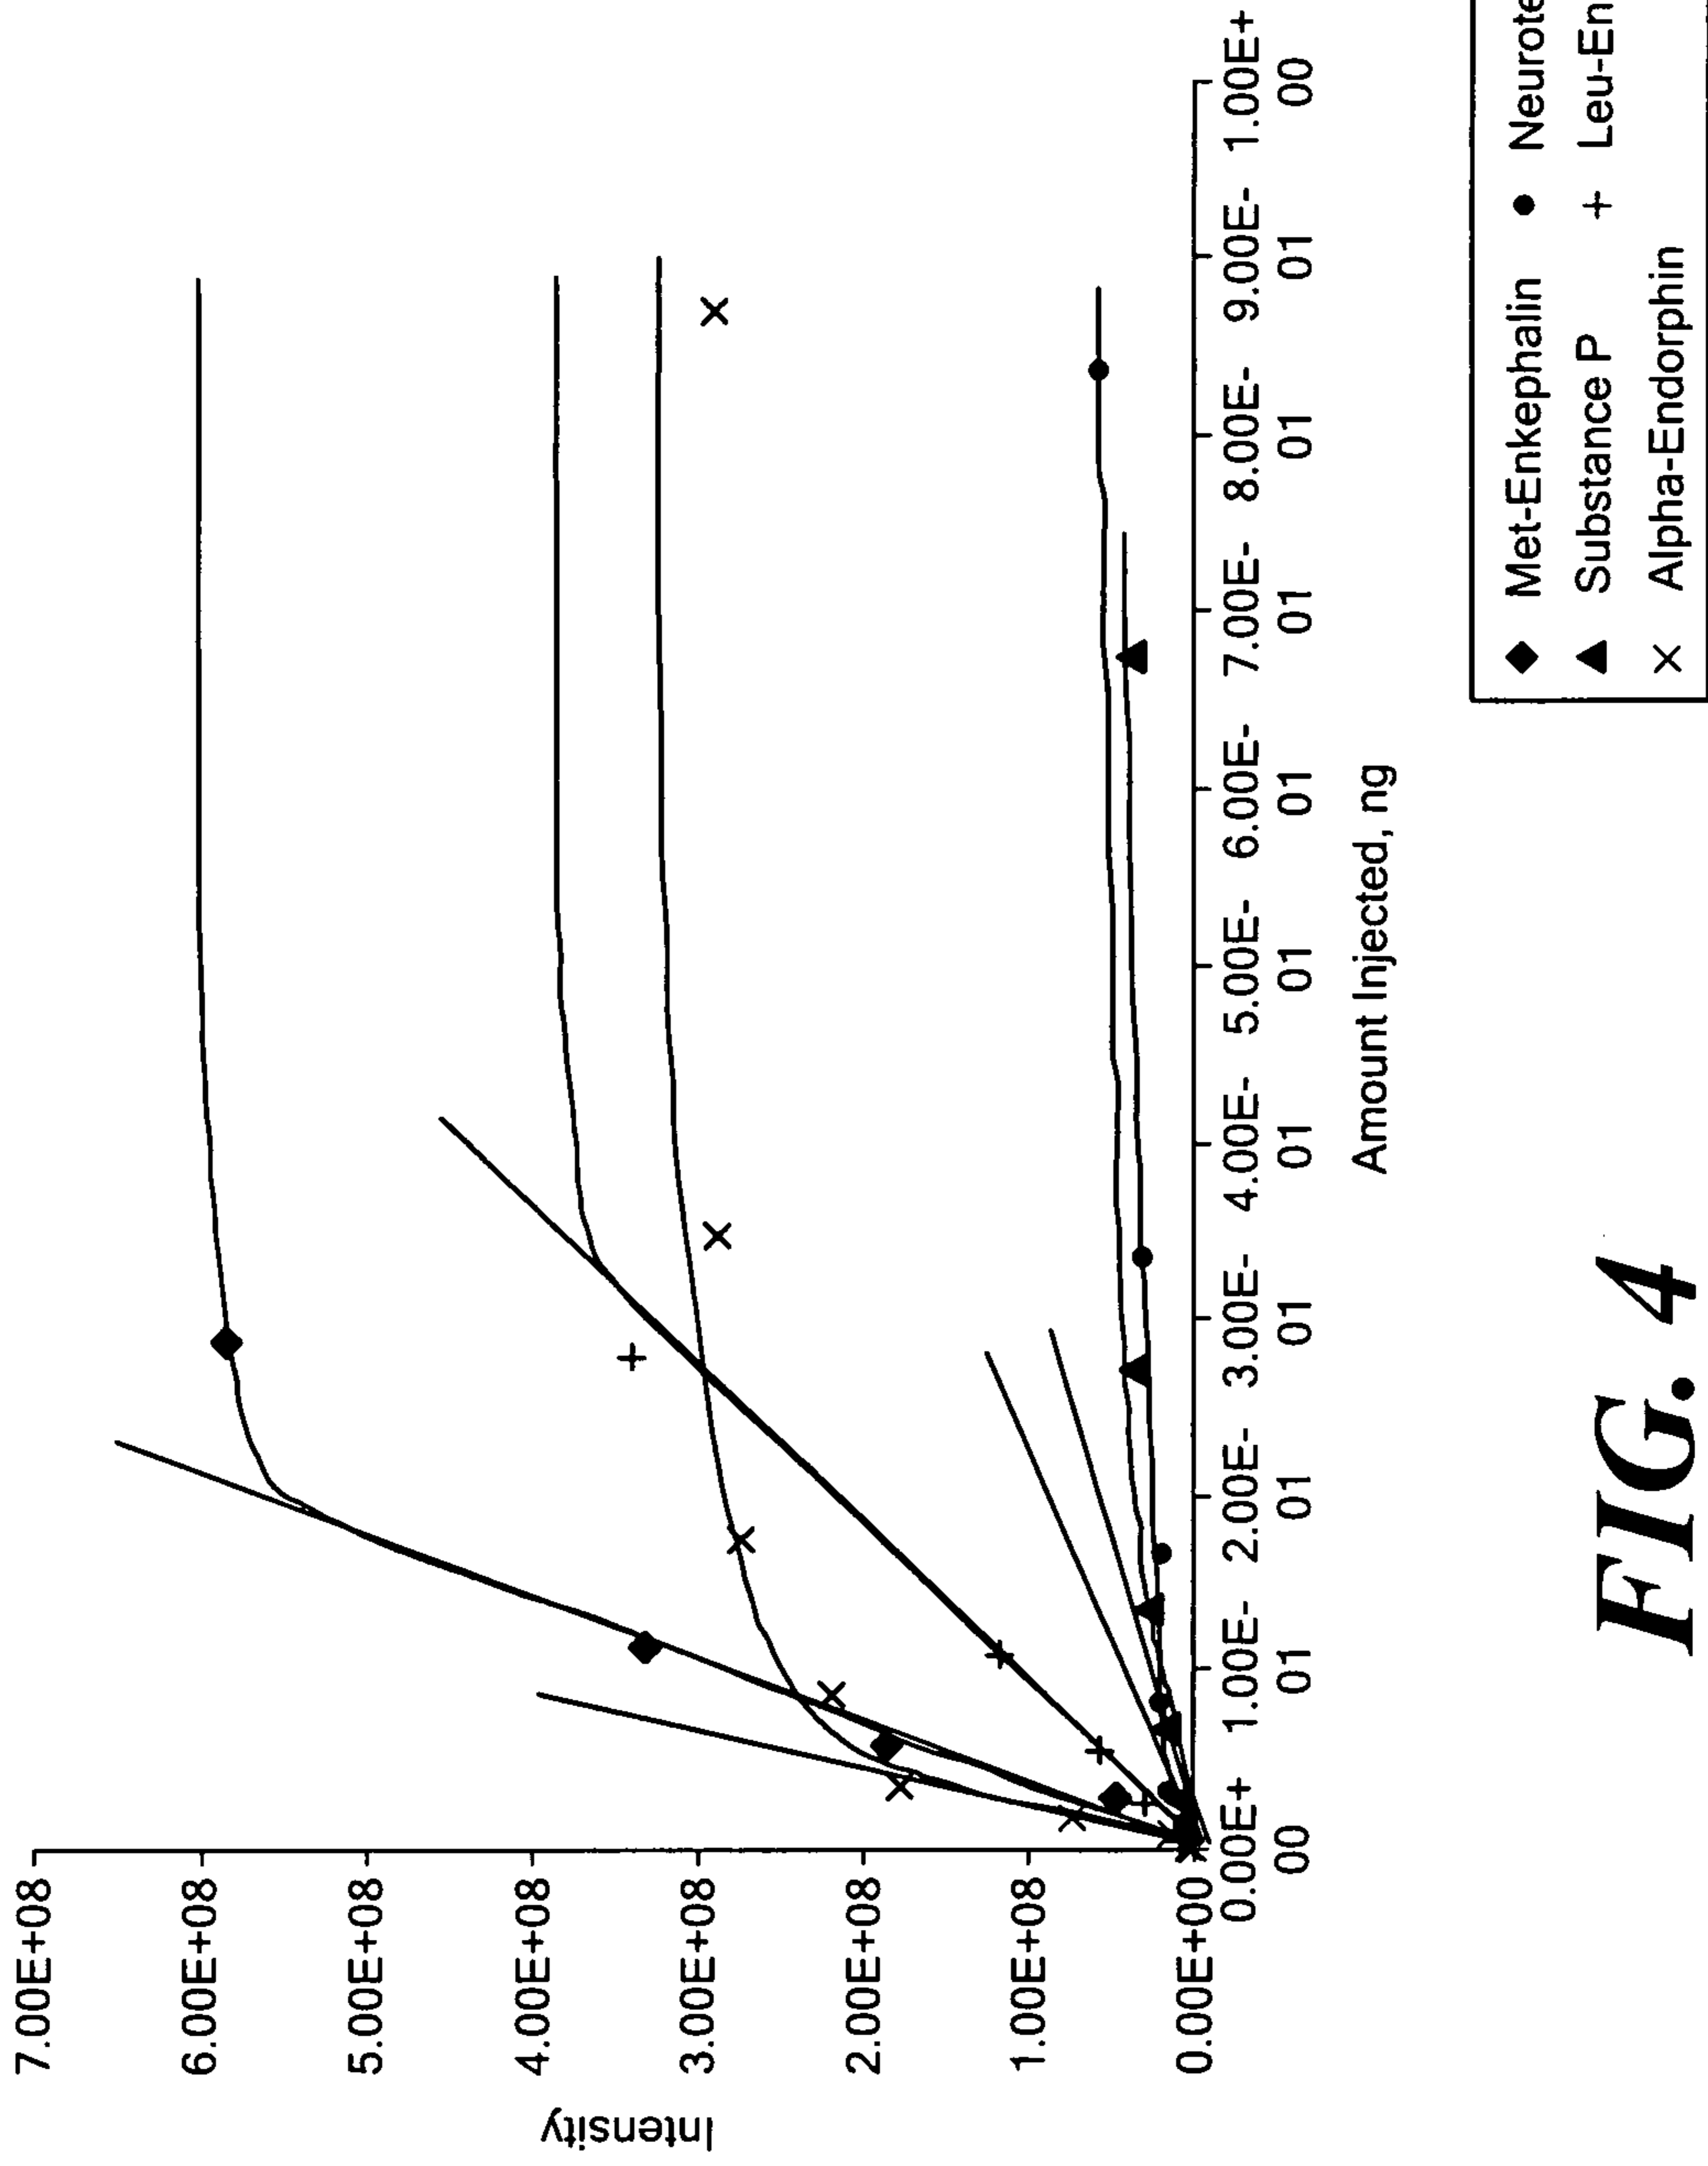 Intensity
7.00E+08
6.00E+08
5.00E+08
4.00E+08
3.00E+08
2.00E+08
1.00E+08
0.00E+00
0.00E+ 1.00E- 2.00E- 3.00E- 4.00E- 5.00E- 6.00E- 7.00E- 8.00E- 9.00E- 1.00E+
00 01 01 01 01 01 01 01 01 01 00
Amount Injected, ng
Met-Enkephalin Neurote
Substance P Leu-En
Alpha-Endorphin
FIG. 4